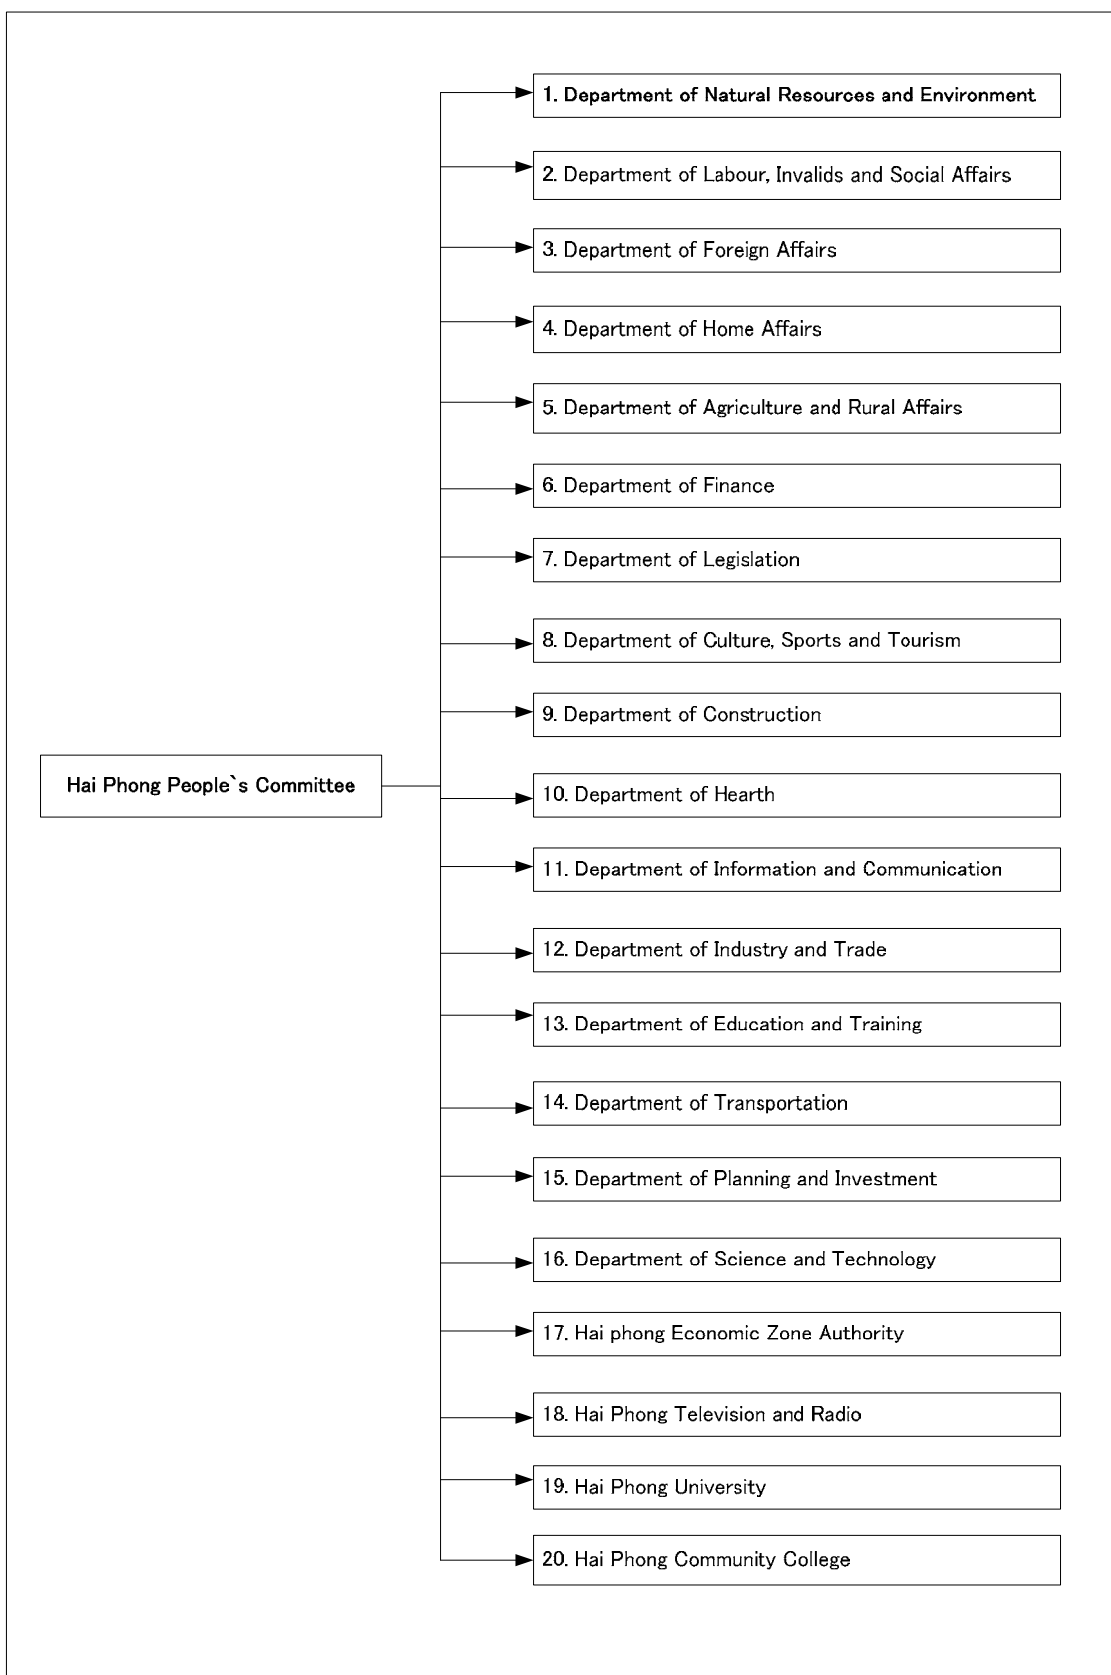 1. Department of Natural Resources and Environment
2. Department of Labour, Invalids and Social Affairs
3. Department of Foreign Affairs
4. Department of Home Affairs
5. Department of Agriculture and Rural Affairs
6. Department of Finance
7. Department of Legislation
8. Department of Culture, Sports and Tourism
9. Department of Construction
Hai Phong People`s Committee
10. Department of Hearth
11. Department of Information and Communication
12. Department of Industry and Trade
13. Department of Education and Training
14. Department of Transportation
15. Department of Planning and Investment
16. Department of Science and Technology
17. Hai phong Economic Zone Authority
18. Hai Phong Television and Radio
19. Hai Phong University
20. Hai Phong Community College